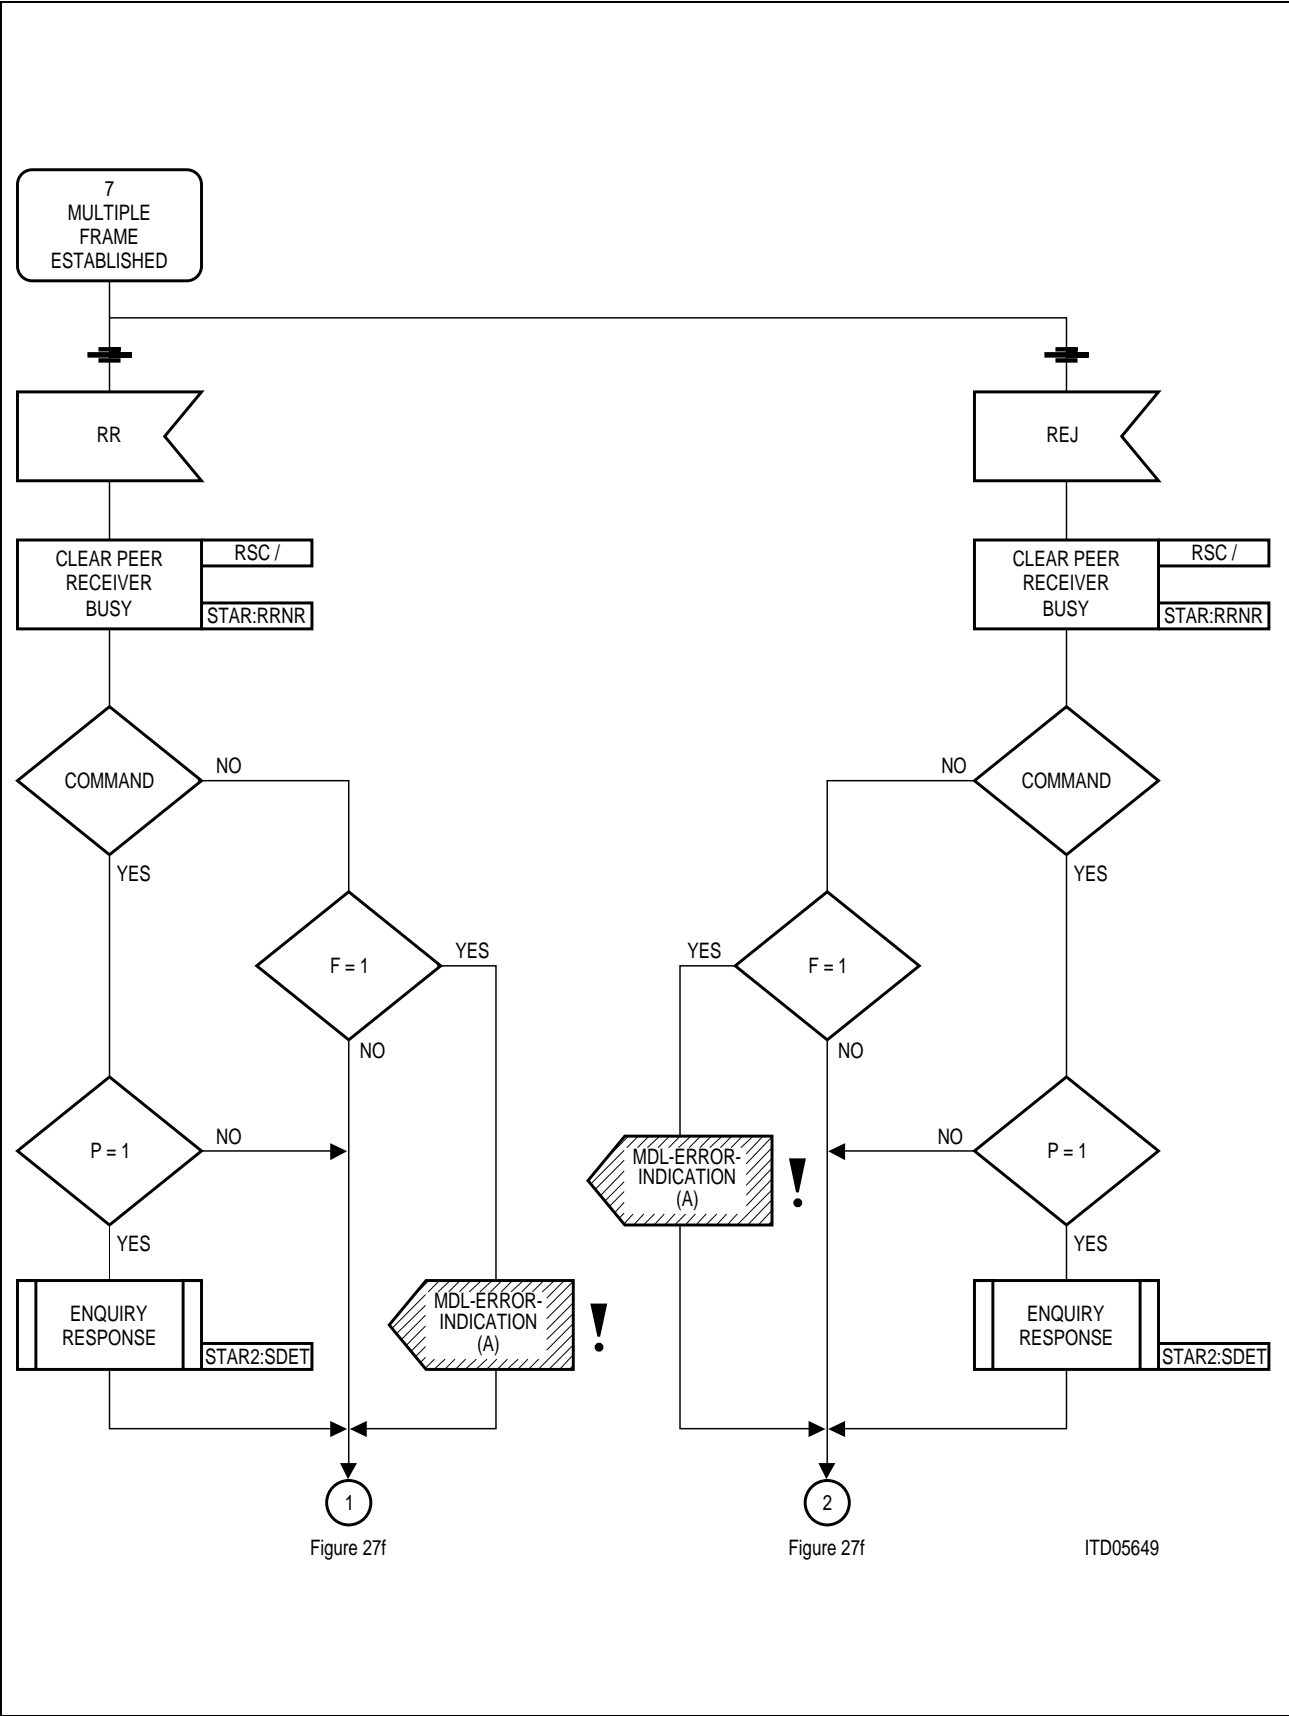 7
MULTIPLE
FRAME
ESTABLISHED
RR
REJ
CLEAR PEER
RECEIVER
BUSY
RSC /
STAR:RRNR
CLEAR PEER
RECEIVER
BUSY
RSC /
STAR:RRNR
COMMAND
NO
YES
NO
COMMAND
YES
F = 1
YES
NO
YES
F = 1
NO
P = 1
NO
YES
MDL-ERROR-
INDICATION
(A)
!
NO
P = 1
YES
ENQUIRY
RESPONSE
STAR2:SDET
MDL-ERROR-
INDICATION
(A)
!
ENQUIRY
RESPONSE
STAR2:SDET
1
Figure 27f
2
Figure 27f
ITD05649